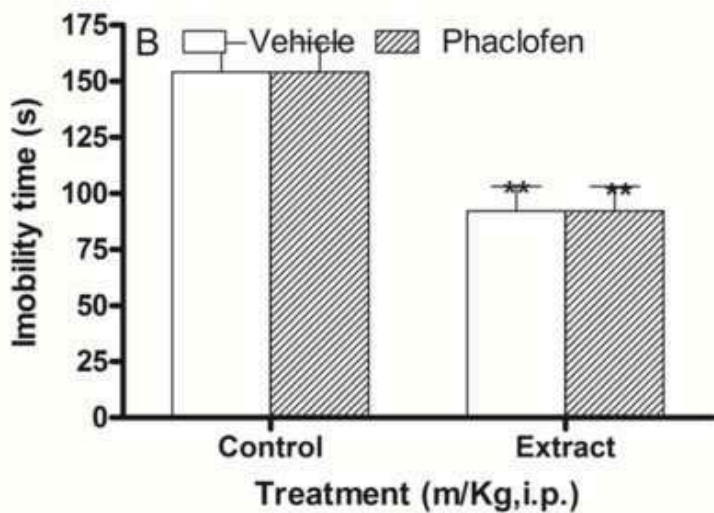 B Vehicle Phaclofen
Imobility time (s)
175
150
125
100
75
50
25
0
** **
Control Extract
Treatment (m/Kg,i.p.)